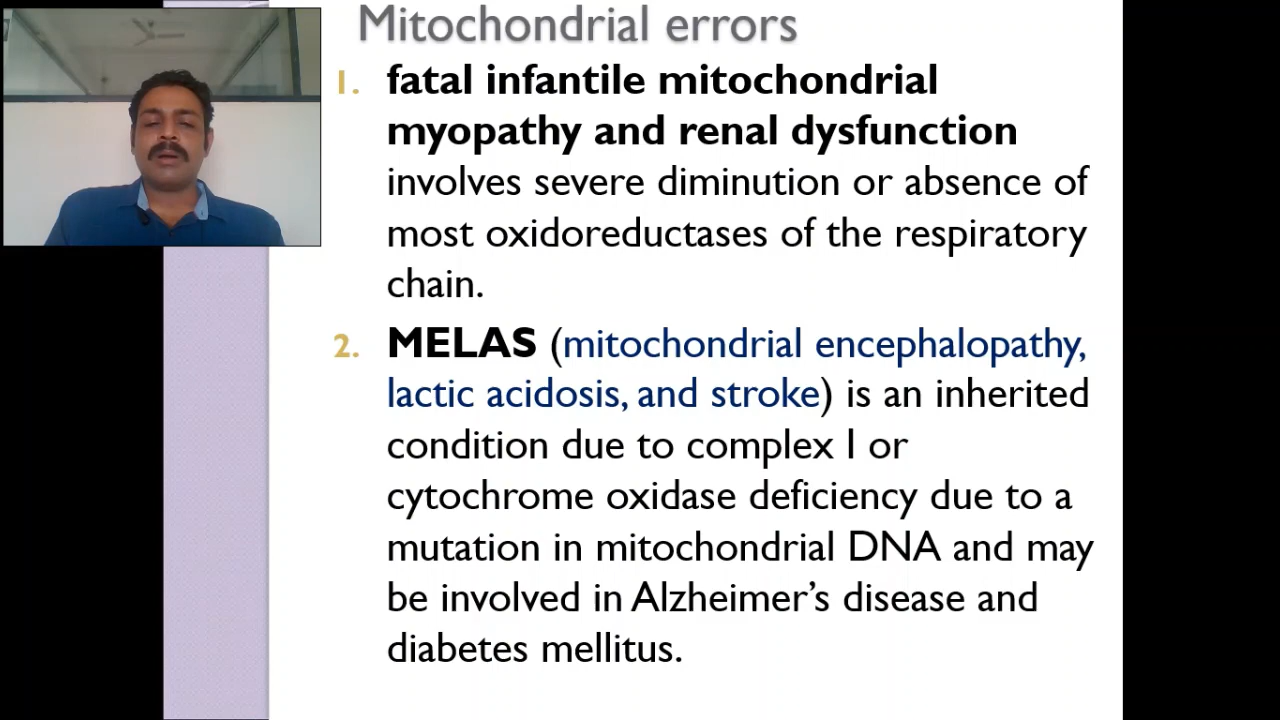 Mitochondrial errors
1. fatal infantile mitochondrial
myopathy and renal dysfunction
involves severe diminution or absence of
most oxidoreductases of the respiratory
chain.
2. MELAS (mitochondrial encephalopathy,
lactic acidosis, and stroke) is an inherited
condition due to complex I or
cytochrome oxidase deficiency due to a
mutation in mitochondrial DNA and may
be involved in Alzheimer’s disease and
diabetes mellitus.